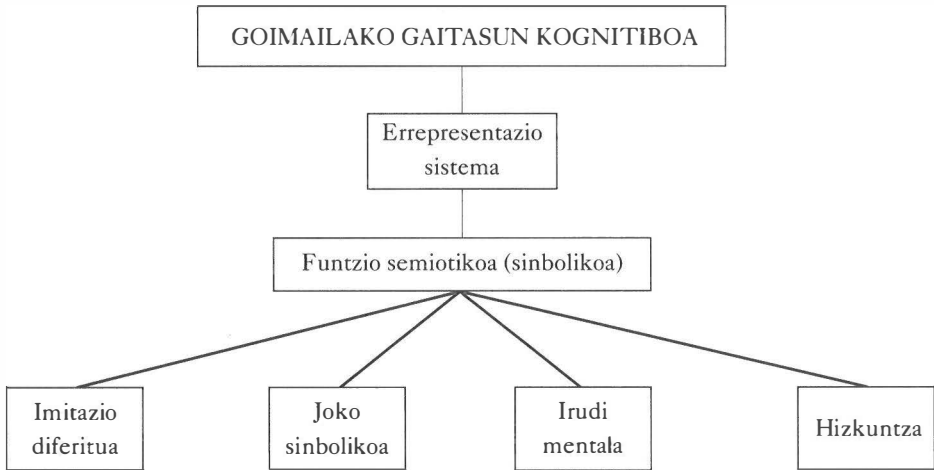 GOIMAILAKO GAITASUN KOGNITIBOA
Errepresentazio
sistema
Funtzio semiotikoa (sinbolikoa)
Imitazio
diferitua
Joko
sinbolikoa
Irudi
mentala
Hizkuntza